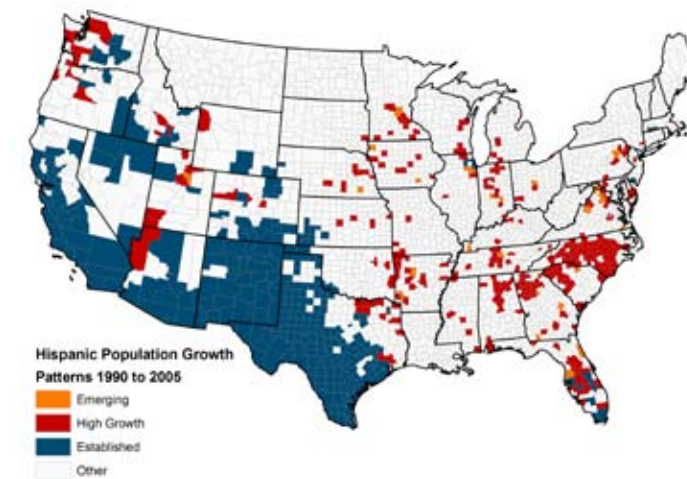 Hispanic Population Growth
Patterns 1990 to 2005
Emerging
High Growth
Established
Other